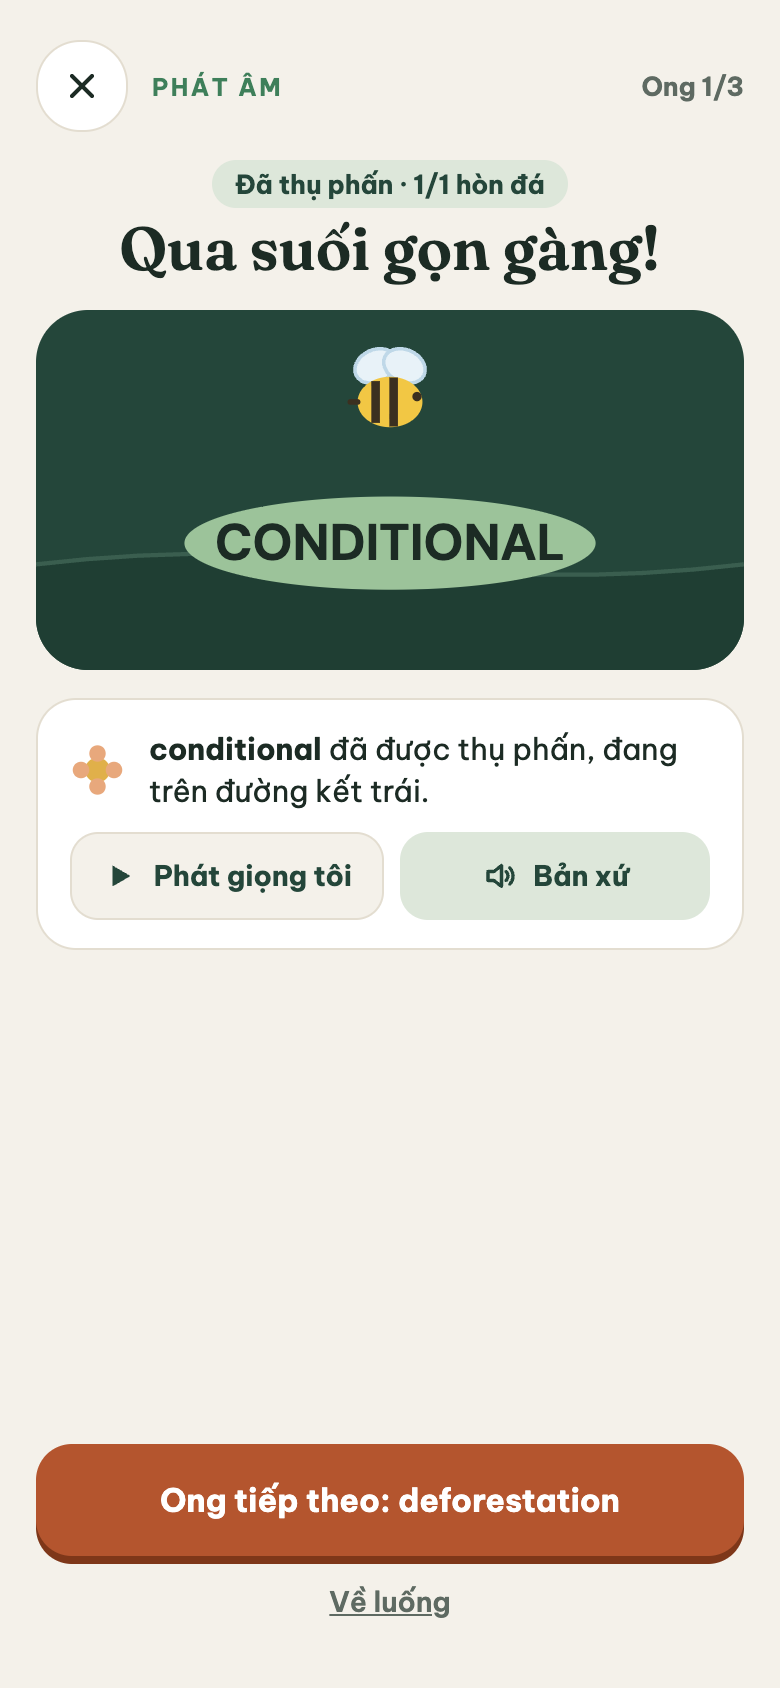 PHÁT ÂM
Ong 1/3
Đã thụ phấn · 1/1 hòn đá
Qua suối gọn gàng!
CONDITIONAL
conditional đã được thụ phấn, đang
trên đường kết trái.
Phát giọng tôi
Bản xứ
Ong tiếp theo: deforestation
Về luống